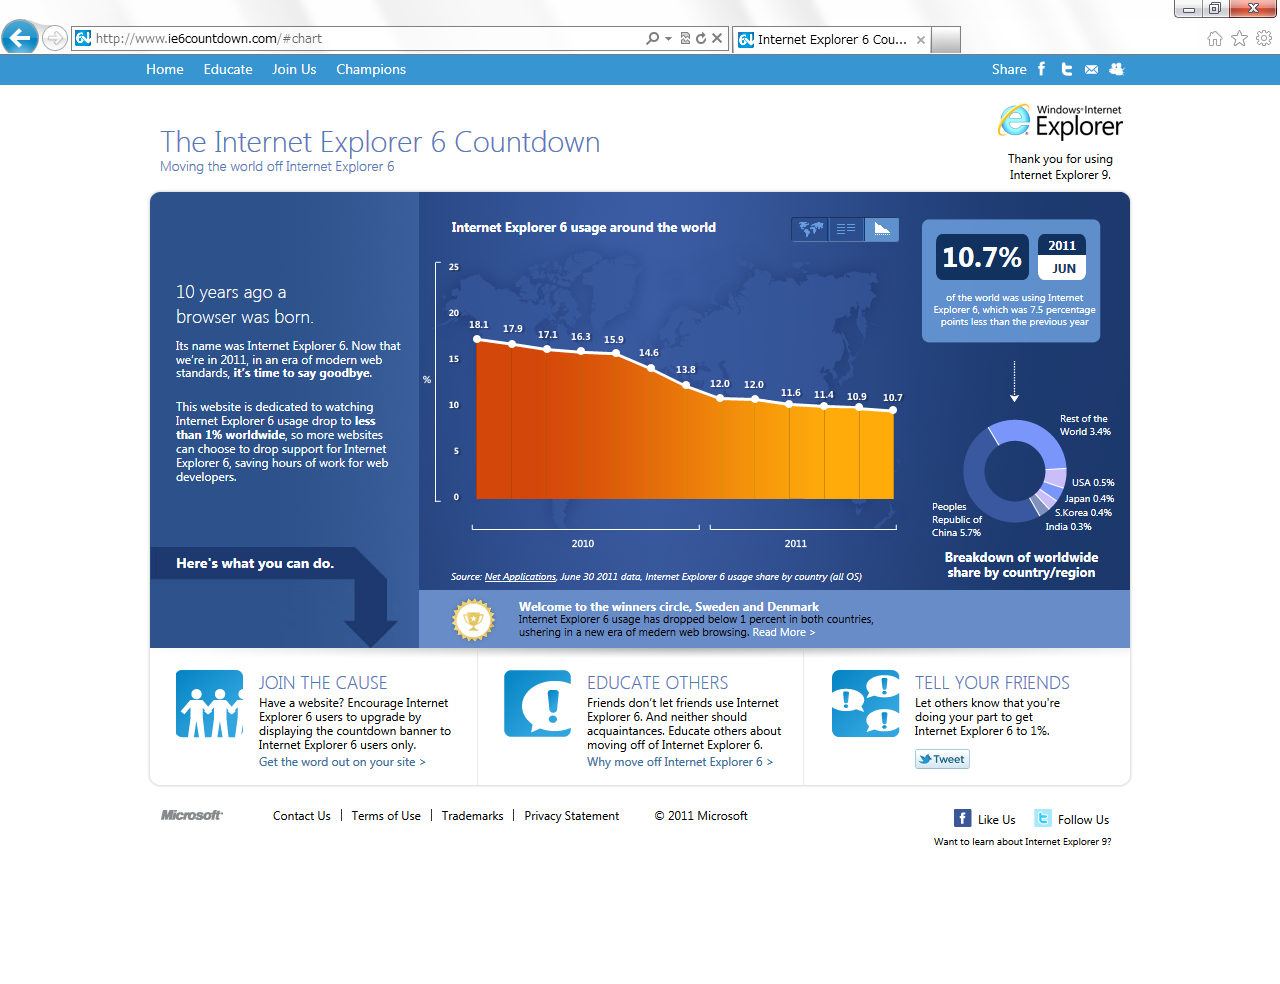 http://www.ie6countdown.com/#chart
Internet Explorer 6 Cou...
Home Educate Join Us Champions
Share
Windows Internet
Explorer
The Internet Explorer 6 Countdown
Moving the world off Internet Explorer 6
Thank you for using
Internet Explorer 9.
10 years ago a
browser was born.
Its name was Internet Explorer 6. Now that
we're in 2011, in an era of modern web
standards, it's time to say goodbye.
This website is dedicated to watching
Internet Explorer 6 usage drop to less
than 1% worldwide, so more websites
can choose to drop support for Internet
Explorer 6, saving hours of work for web
developers.
Here's what you can do.
Internet Explorer 6 usage around the world
25
20
15
%
10
5
0
18.1 17.9 17.1 16.3 15.9 14.6 13.8 12.0 12.0 11.6 11.4 10.9 10.7
2010 2011
Source: Net Applications, June 30 2011 data, Internet Explorer 6 usage share by country (all OS)
10.7%
2011
JUN
of the world was using Internet
Explorer 6, which was 7.5 percentage
points less than the previous year
Rest of the
World 3.4%
USA 0.5%
Japan 0.4%
S.Korea 0.4%
India 0.3%
Peoples
Republic of
China 5.7%
Breakdown of worldwide
share by country/region
Welcome to the winners circle, Sweden and Denmark
Internet Explorer 6 usage has dropped below 1 percent in both countries,
ushering in a new era of medern web browsing. Read More >
JOIN THE CAUSE
Have a website? Encourage Internet
Explorer 6 users to upgrade by
displaying the countdown banner to
Internet Explorer 6 users only.
Get the word out on your site >
EDUCATE OTHERS
Friends don't let friends use Internet
Explorer 6. And neither should
acquaintances. Educate others about
moving off of Internet Explorer 6.
Why move off Internet Explorer 6 >
TELL YOUR FRIENDS
Let others know that you're
doing your part to get
Internet Explorer 6 to 1%.
Tweet
Microsoft
Contact Us | Terms of Use | Trademarks | Privacy Statement © 2011 Microsoft
Like Us Follow Us
Want to learn about Internet Explorer 9?